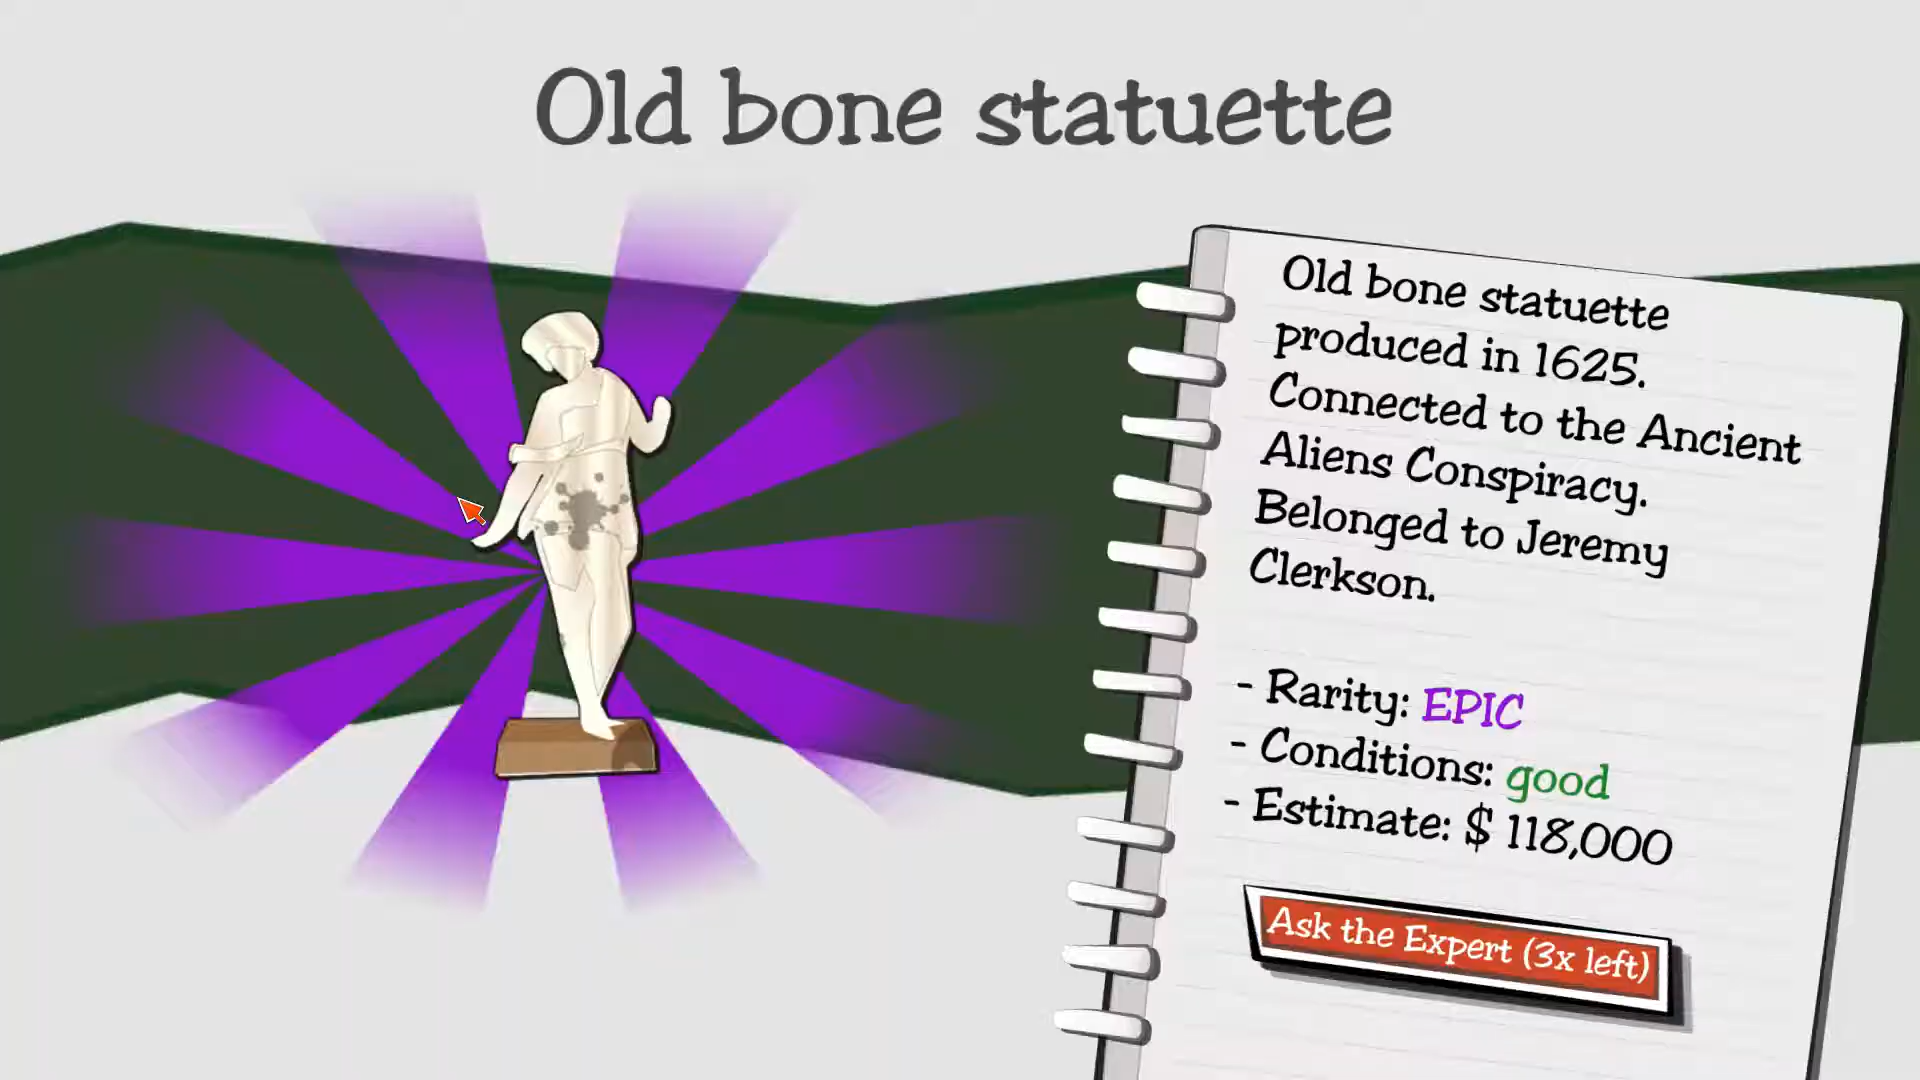 Old bone statuette
Old bone statuette
produced in 1625.
Connected to the Ancient
Aliens Conspiracy.
Belonged to Jeremy
Clerkson.
- Rarity: EPIC
- Conditions: good
- Estimate: $ 118,000
Ask the Expert (3x left)